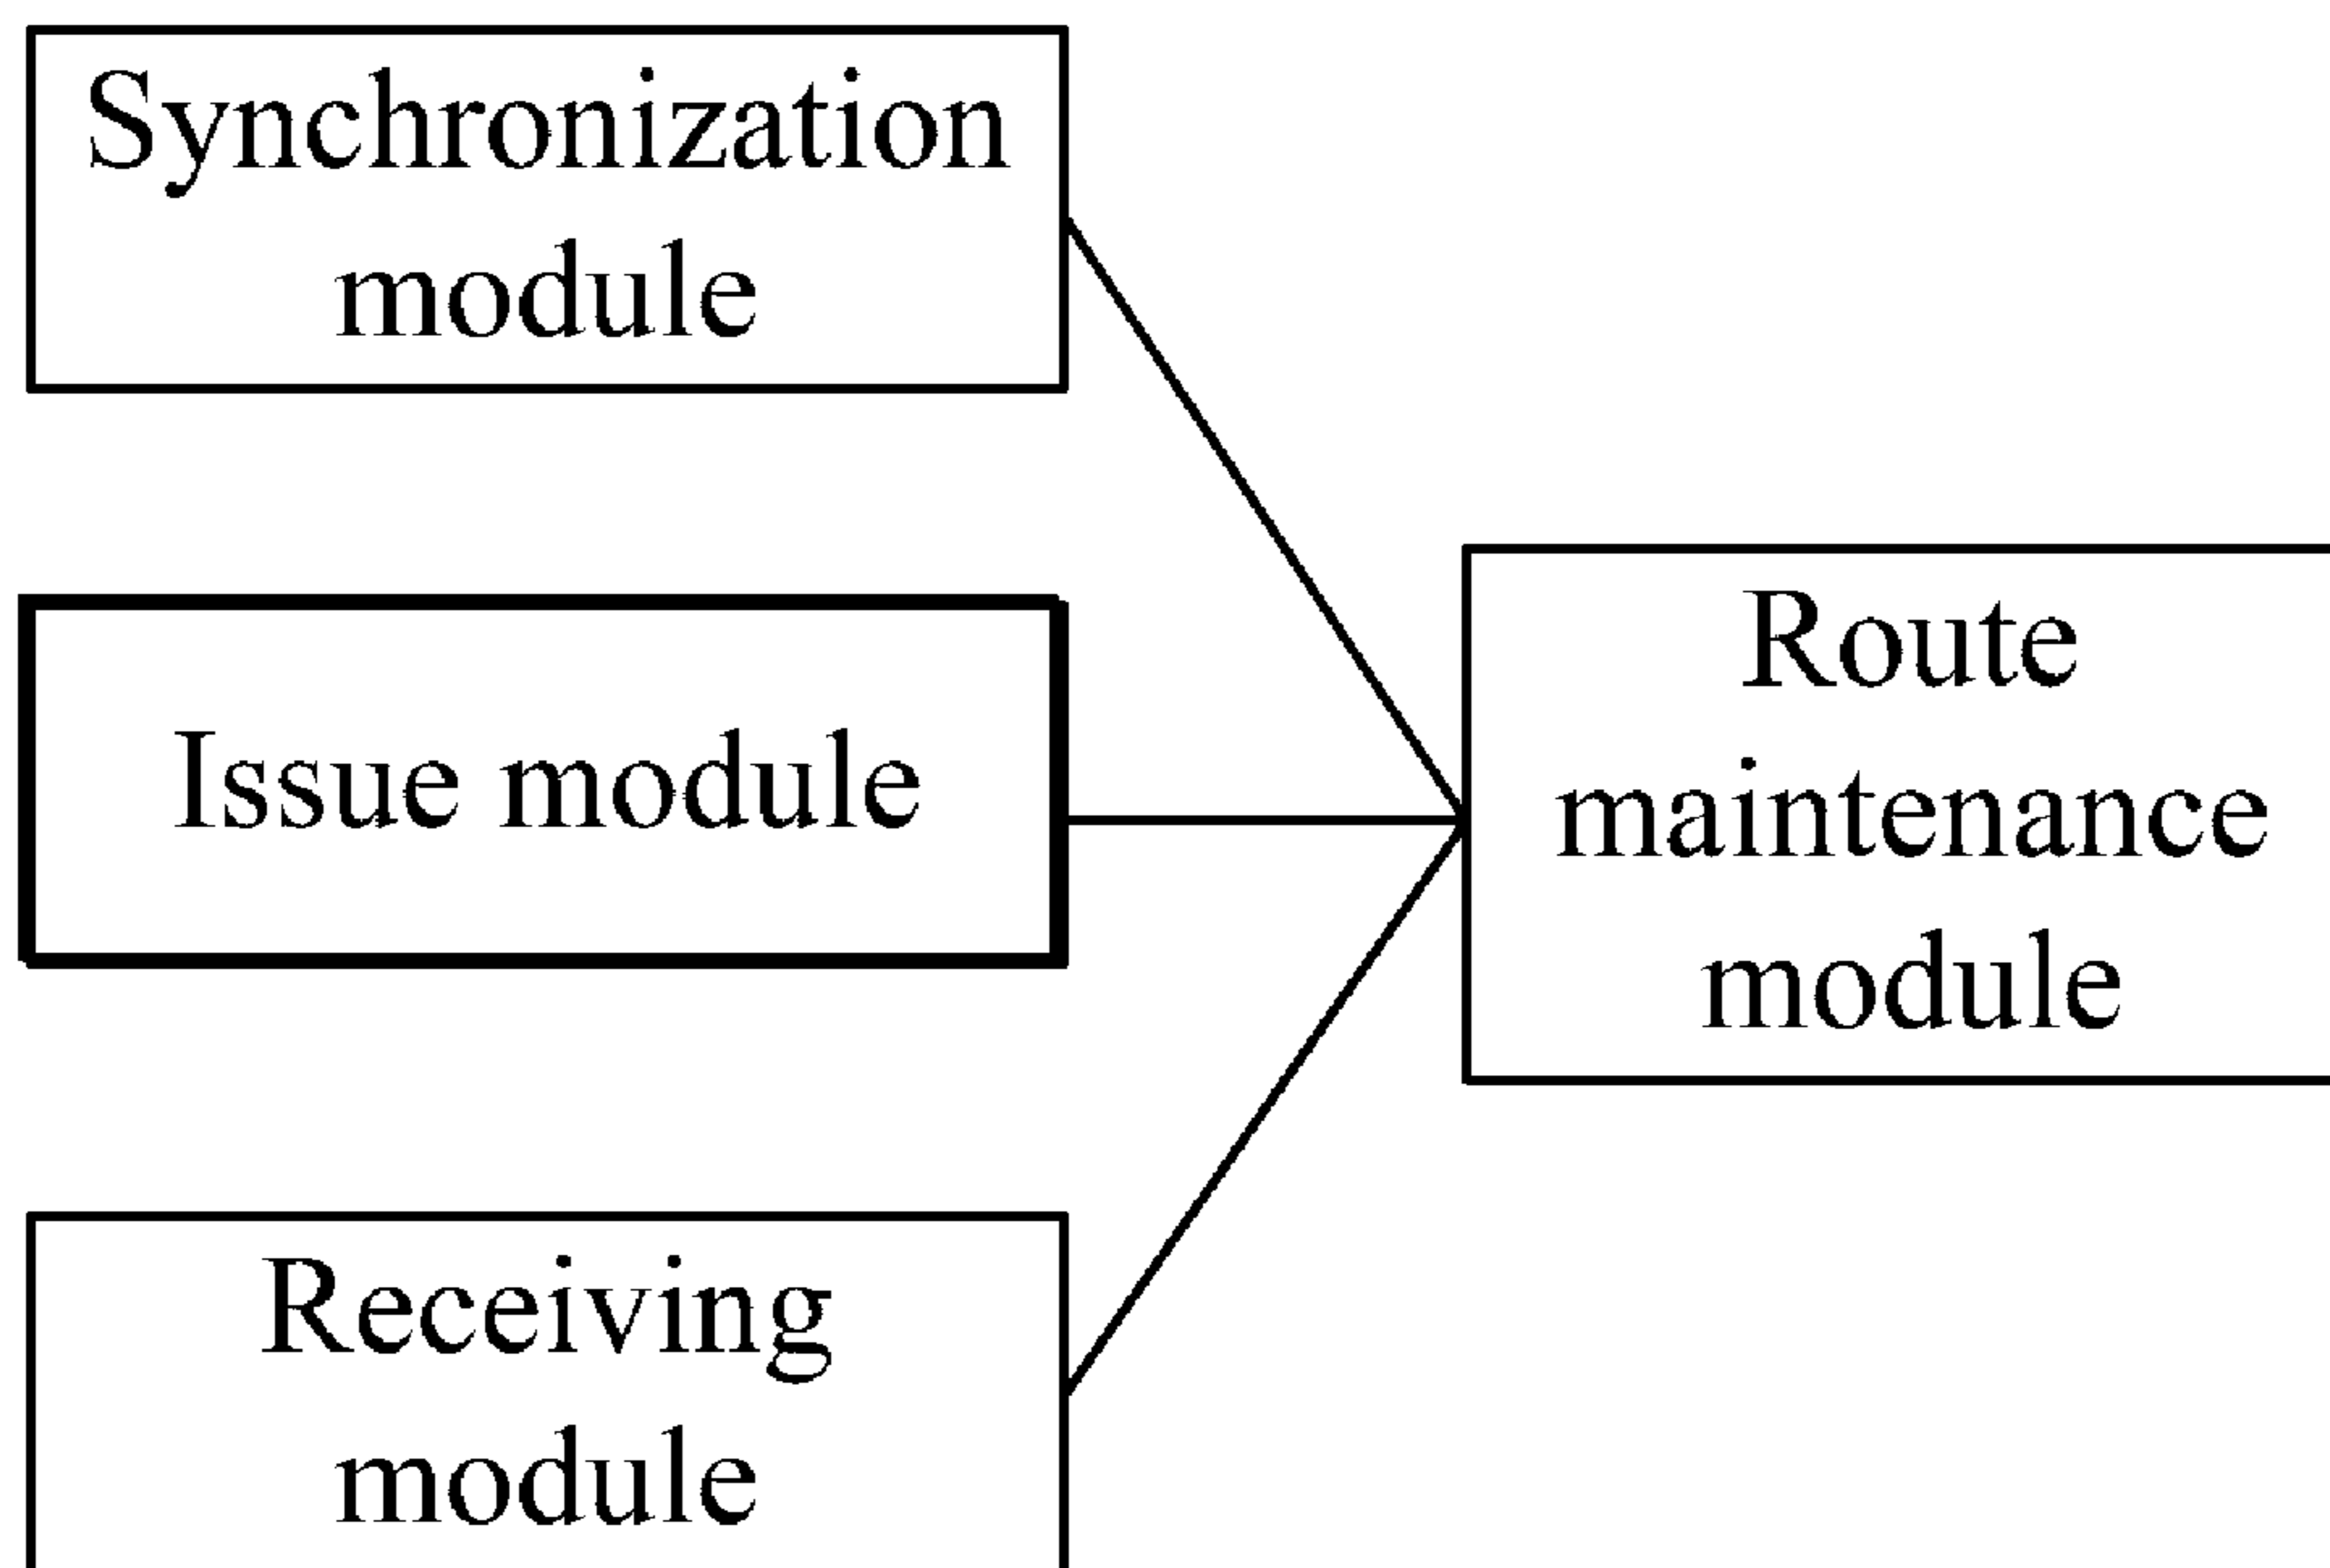 Synchronization
module
Issue module
Route
maintenance
module
Receiving
module